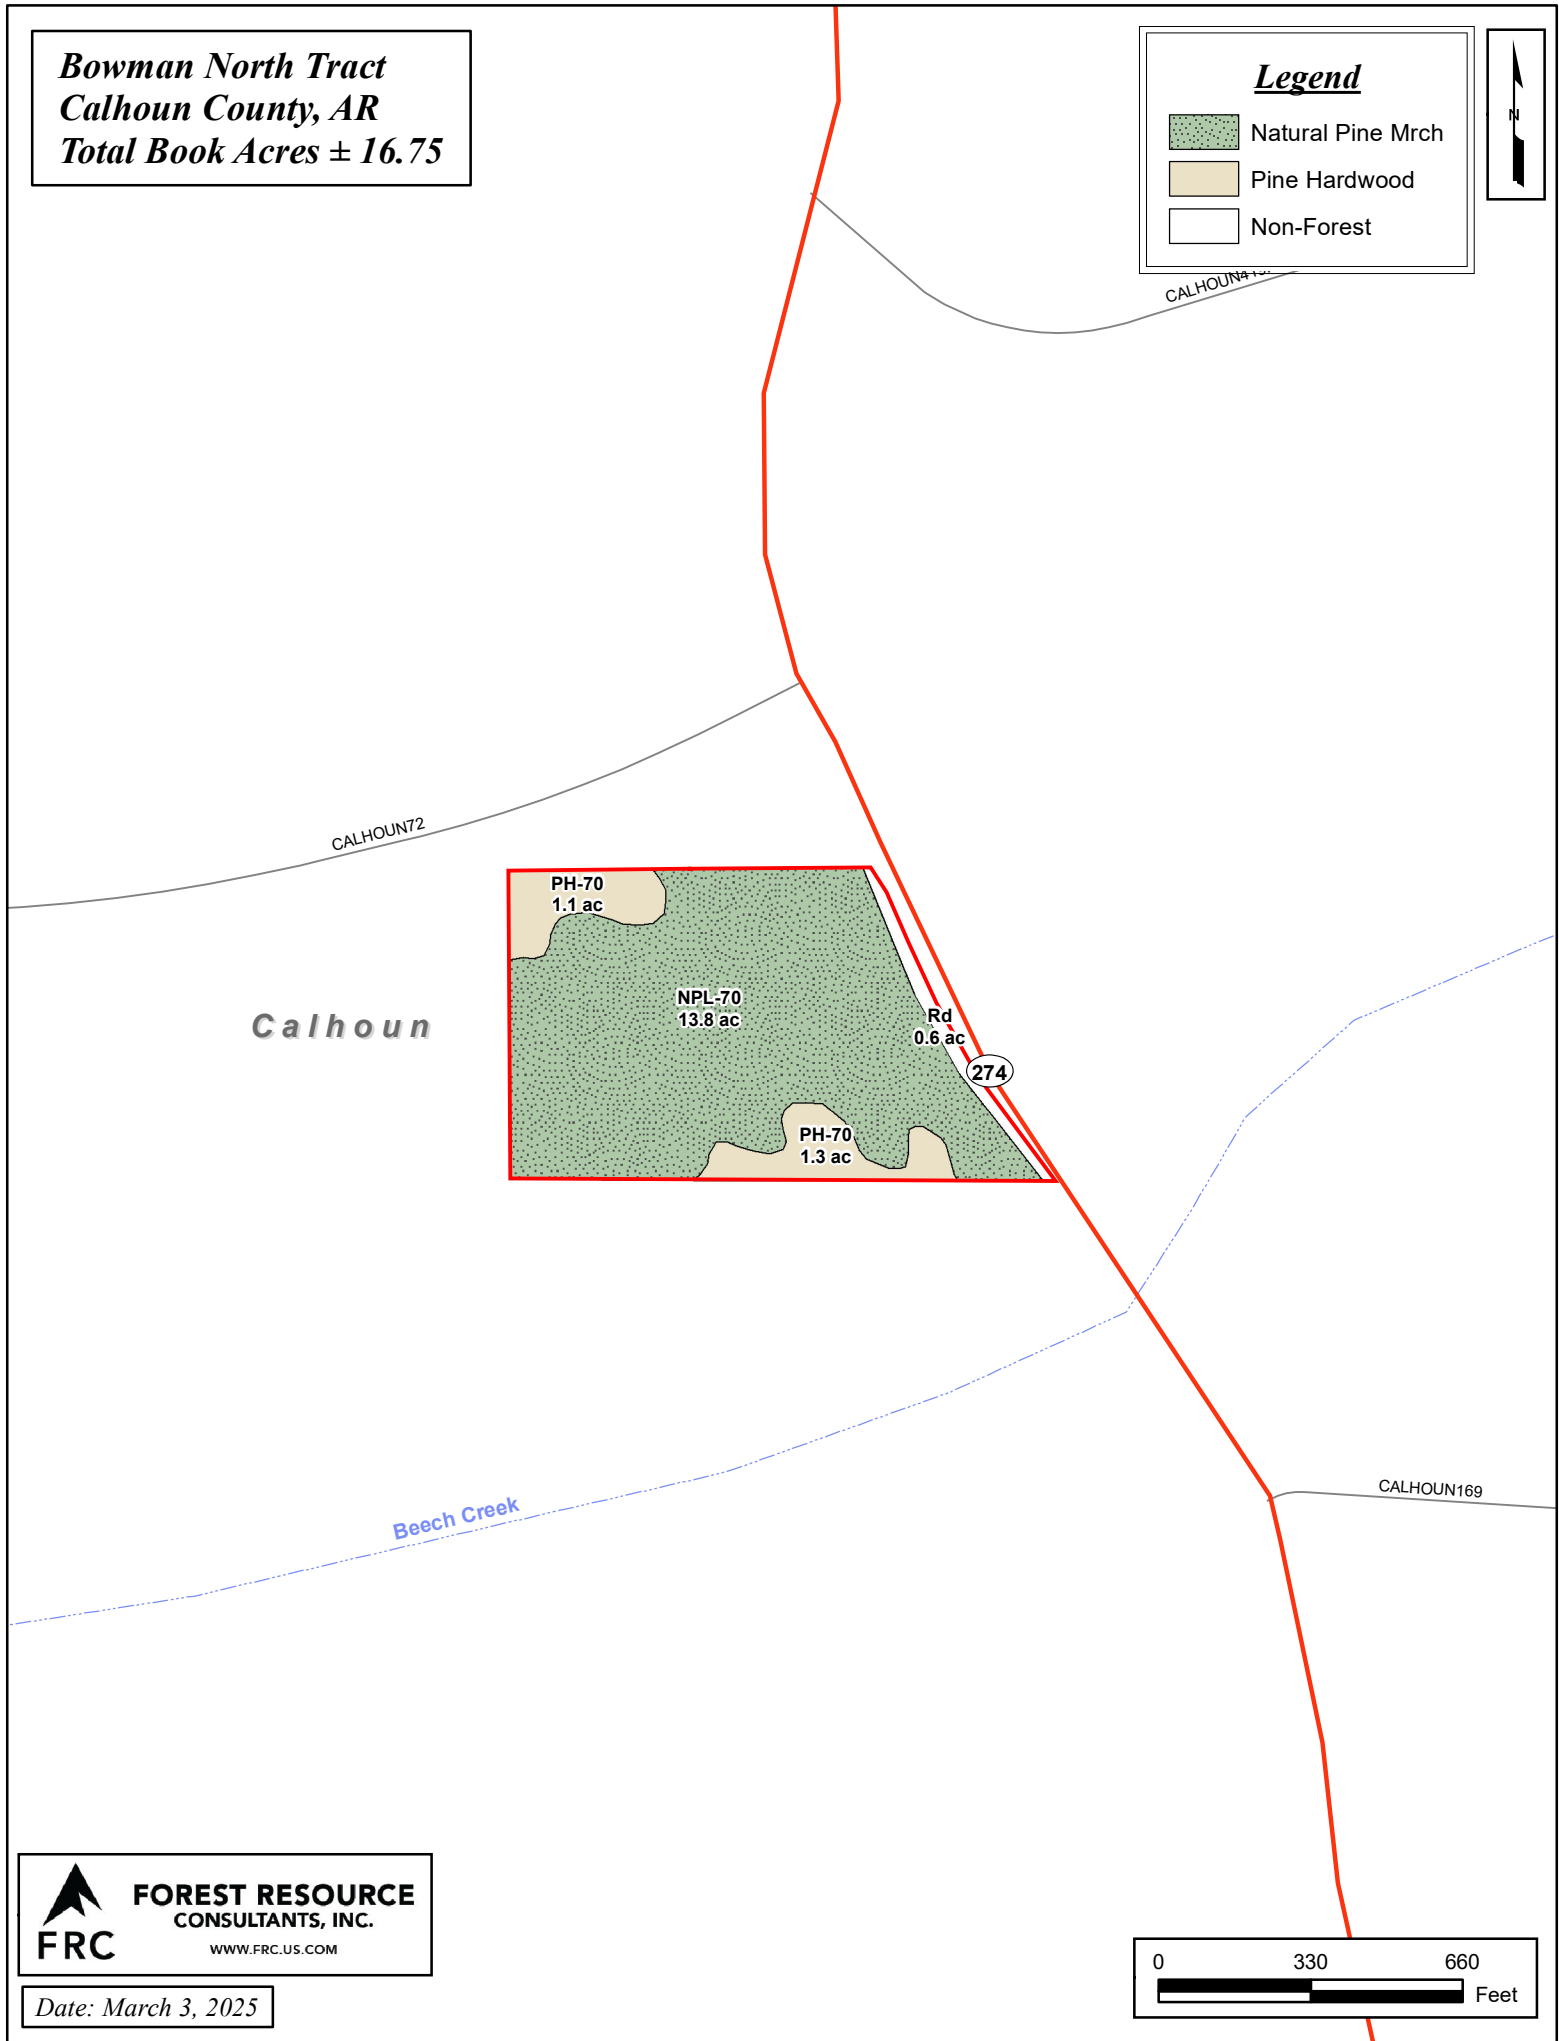 Bowman North Tract
Calhoun County, AR
Total Book Acres ± 16.75
Legend
Natural Pine Mrch
Pine Hardwood
Non-Forest
N
CALHOUN72
PH-70
1.1 ac
NPL-70
13.8 ac
Calhoun
Rd
0.6 ac
274
PH-70
1.3 ac
Beech Creek
CALHOUN169
FRC
FOREST RESOURCE
CONSULTANTS, INC.
WWW.FRC.US.COM
Date: March 3, 2025
0 330 660
Feet